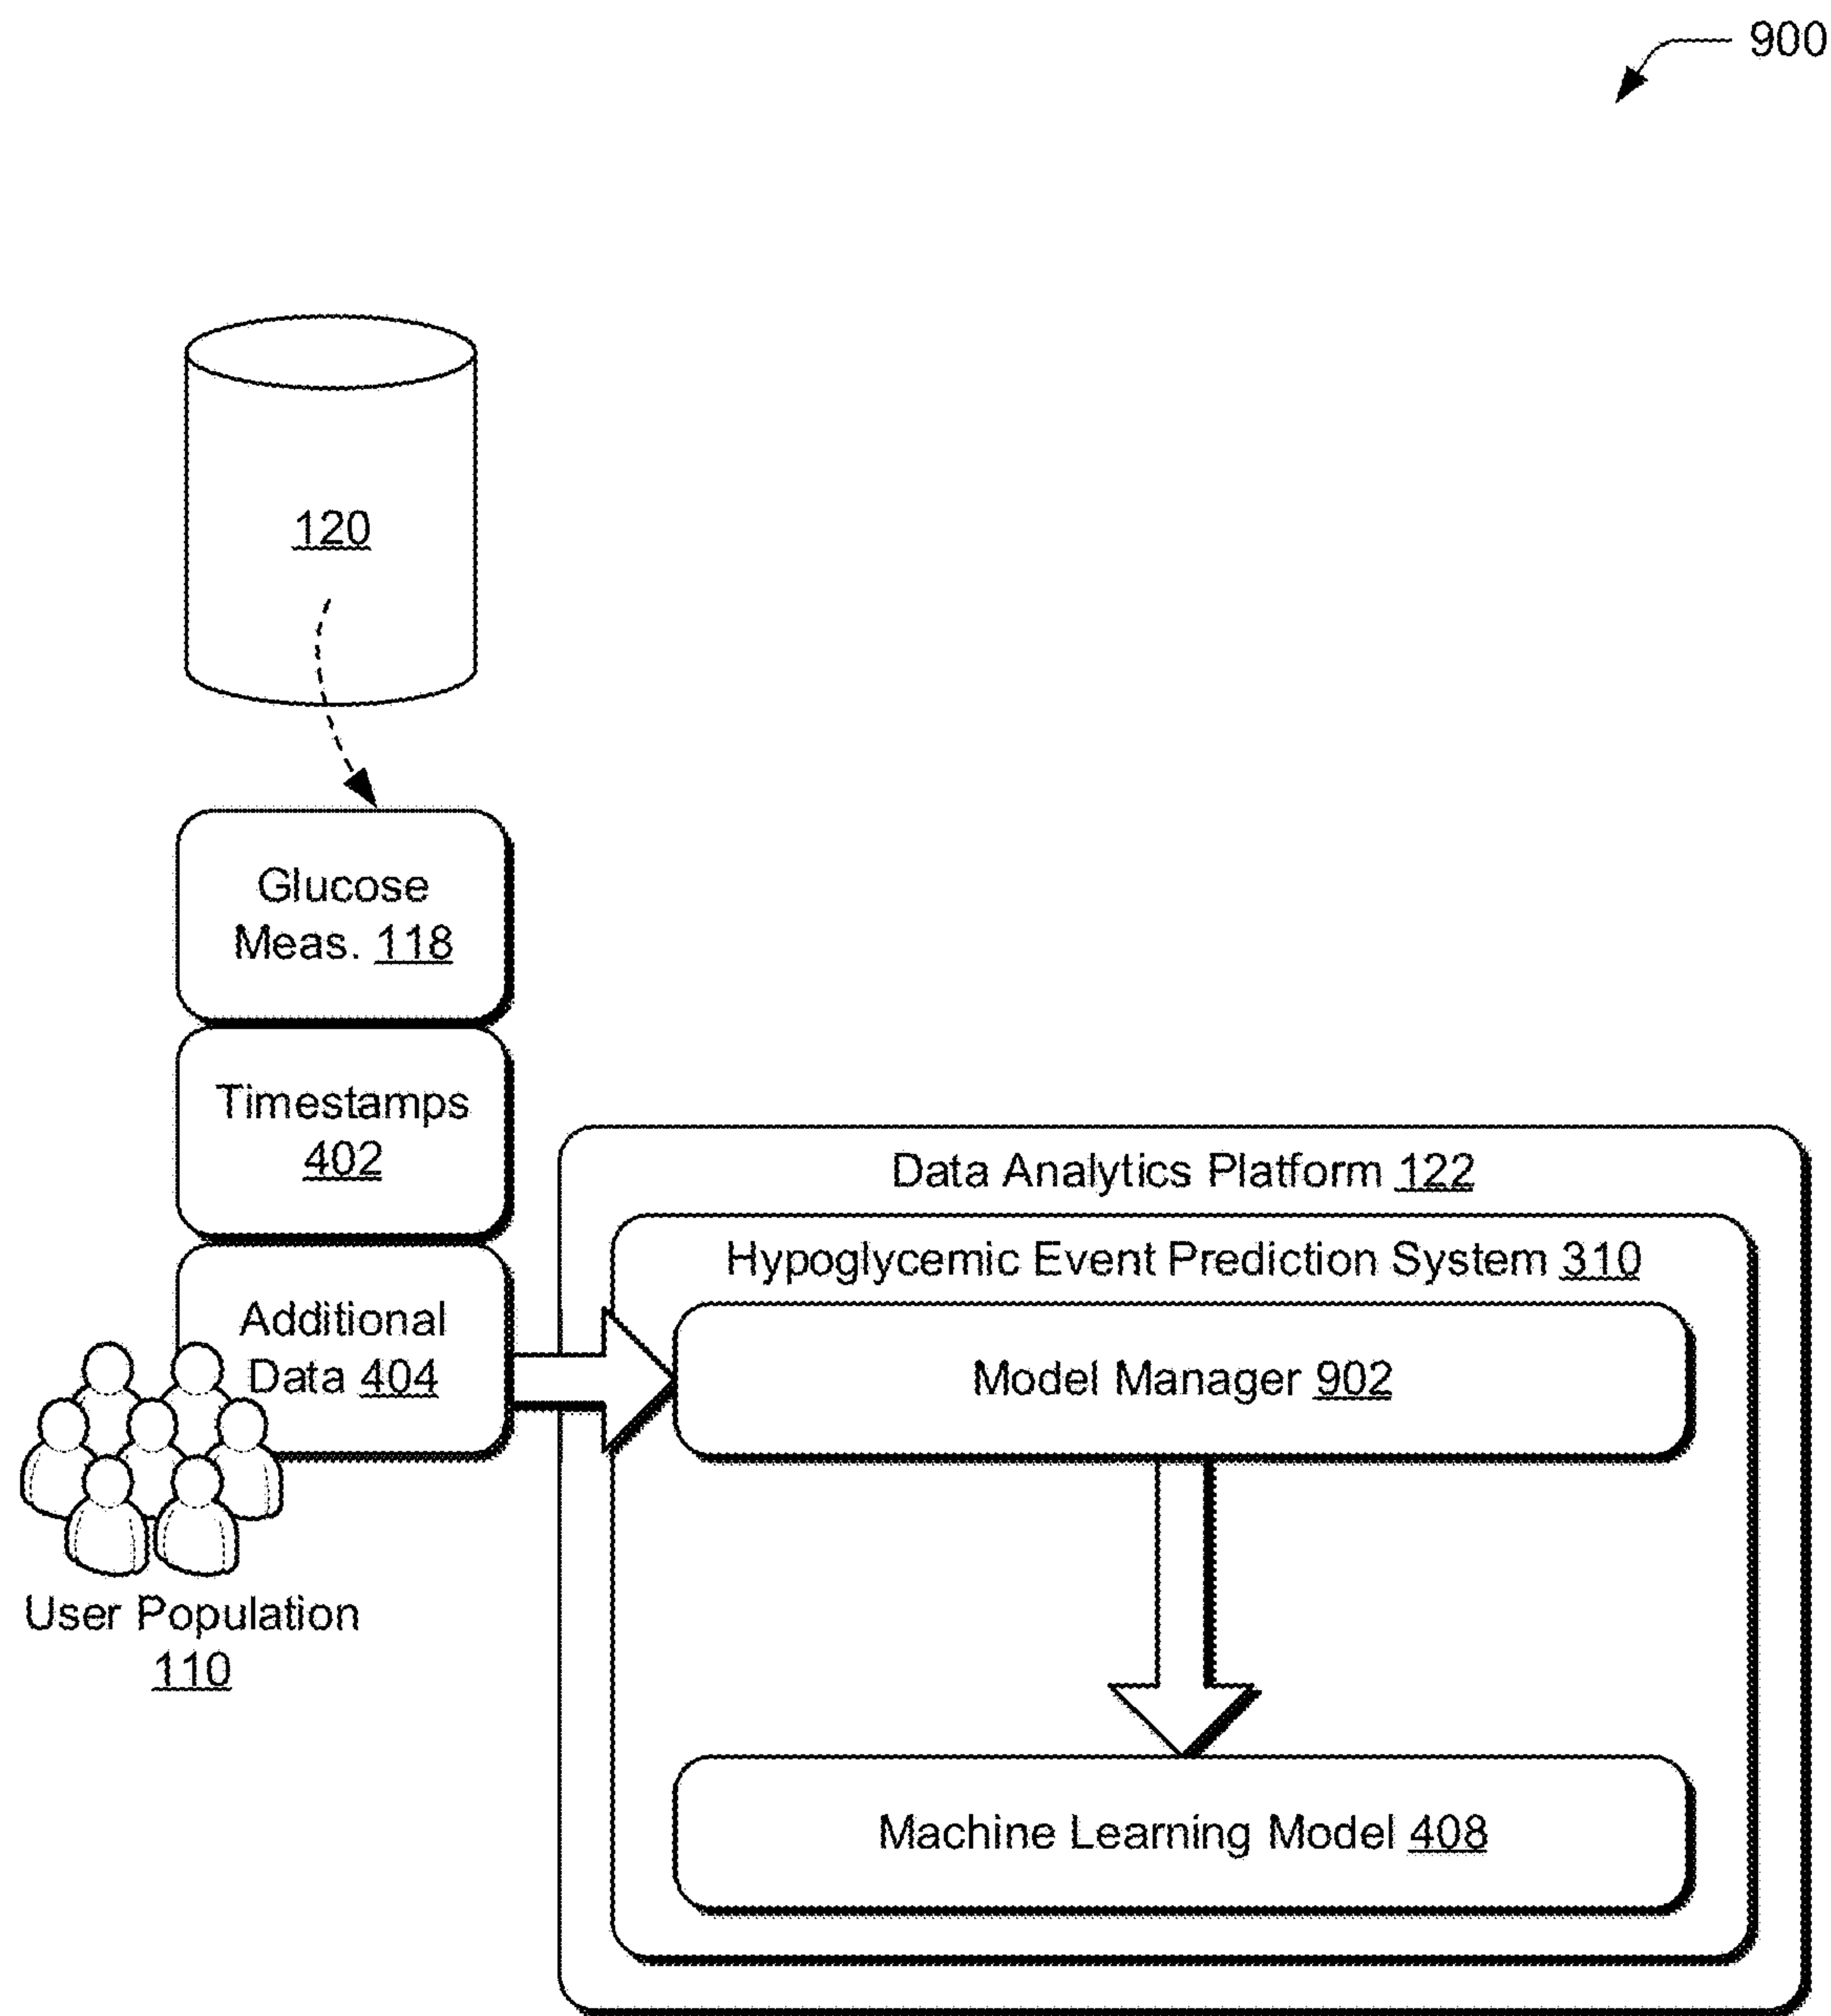 900
120
Glucose
Meas. 118
Timestamps
402
Additional
Data 404
User Population
110
Data Analytics Platform 122
Hypoglycemic Event Prediction System 310
Model Manager 902
Machine Learning Model 408